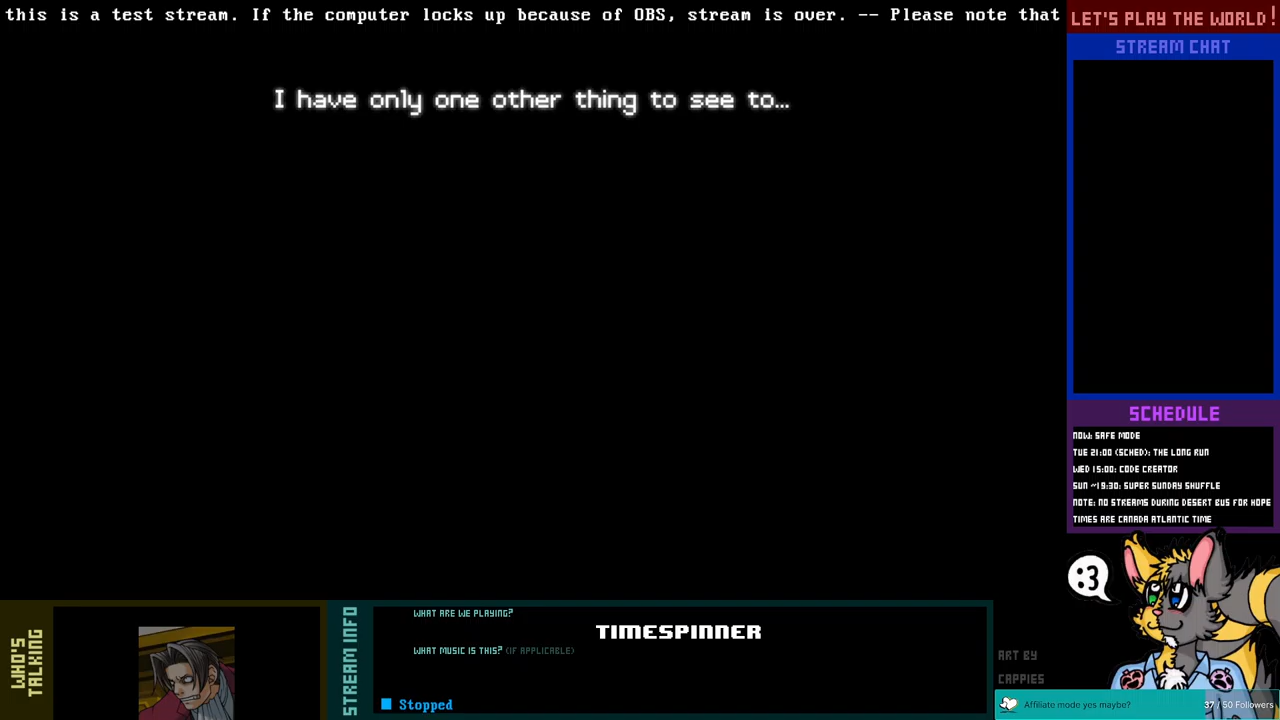 this is a test stream. If the computer locks up because of OBS, stream is over. -- Please note that
LET'S PLAY THE WORLD!
STREAM CHAT
I have only one other thing to see to...
SCHEDULE
NOW: SAFE MODE
TUE 21:00 (SCHED): THE LONG RUN
WED 15:00: CODE CREATOR
SUN ~19:30: SUPER SUNDAY SHUFFLE
NOTE: NO STREAMS DURING DESERT BUS FOR HOPE
TIMES ARE CANADA ATLANTIC TIME
:3
WHO'S TALKING
STREAM INFO
WHAT ARE WE PLAYING?
TIMESPINNER
WHAT MUSIC IS THIS? (IF APPLICABLE)
Stopped
ART BY
CAPPIES
Affiliate mode yes maybe?
37 / 50 Followers